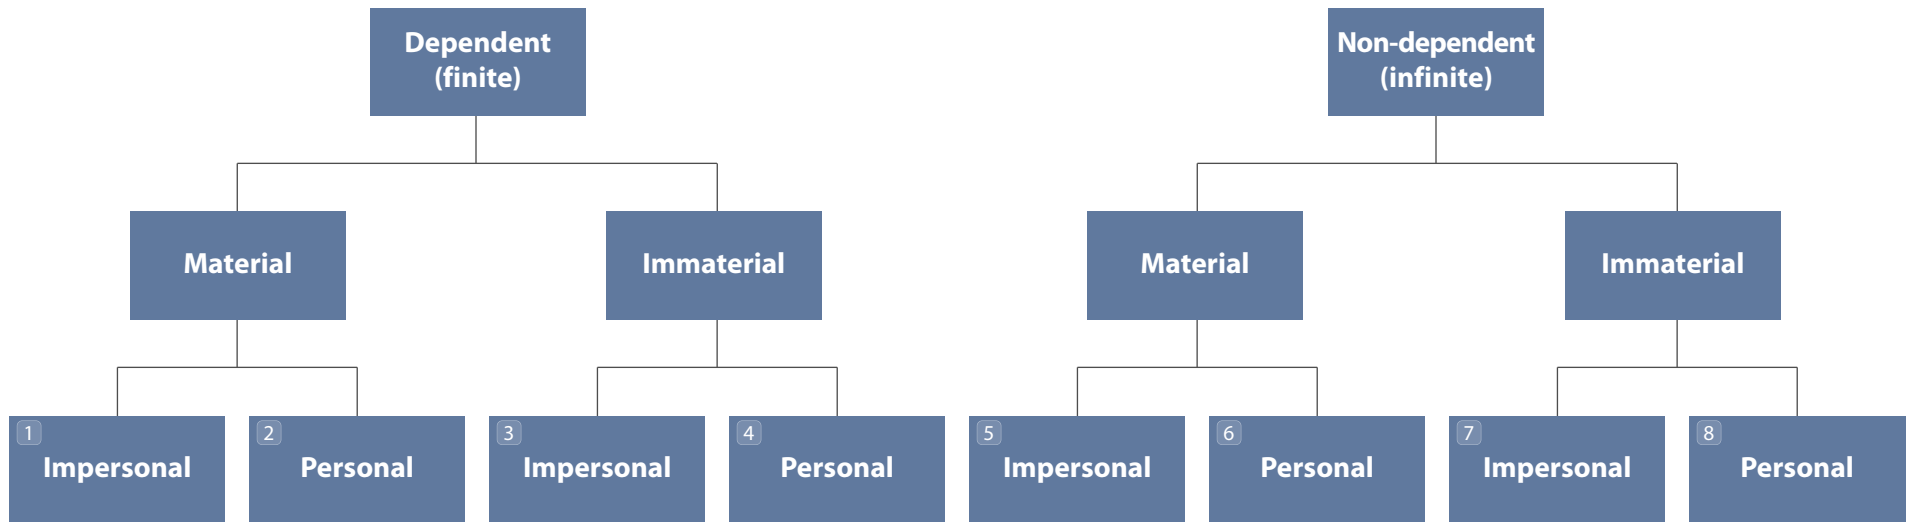 Dependent
(finite)
Non-dependent
(infinite)
Material
Immaterial
Material
Immaterial
1
Impersonal
2
Personal
3
Impersonal
4
Personal
5
Impersonal
6
Personal
7
Impersonal
8
Personal